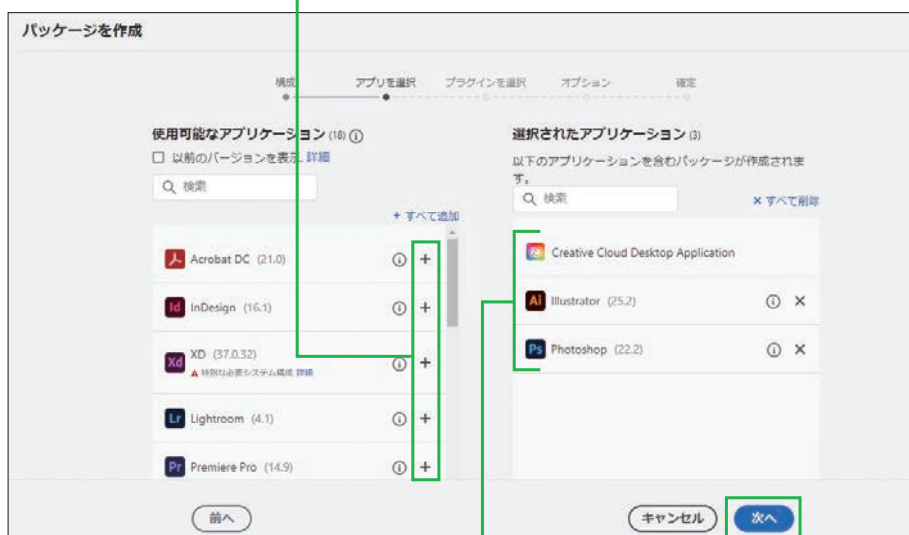 パッケージを作成
構成 アプリを選択 プラグインを選択 オプション 確定
使用可能なアプリケーション (18)
以前のバージョンを表示. 詳細
検索
+ すべて追加
Acrobat DC (21.0)
Id InDesign (16.1)
Xd XD (37.0.32)
特別な必要システム構成 詳細
Lr Lightroom (4.1)
Pr Premiere Pro (14.9)
選択されたアプリケーション (3)
以下のアプリケーションを含むパッケージが作成されま
す。
検索
× すべて削除
Creative Cloud Desktop Application
Ai Illustrator (25.2)
Ps Photoshop (22.2)
前へ
キャンセル
次へ